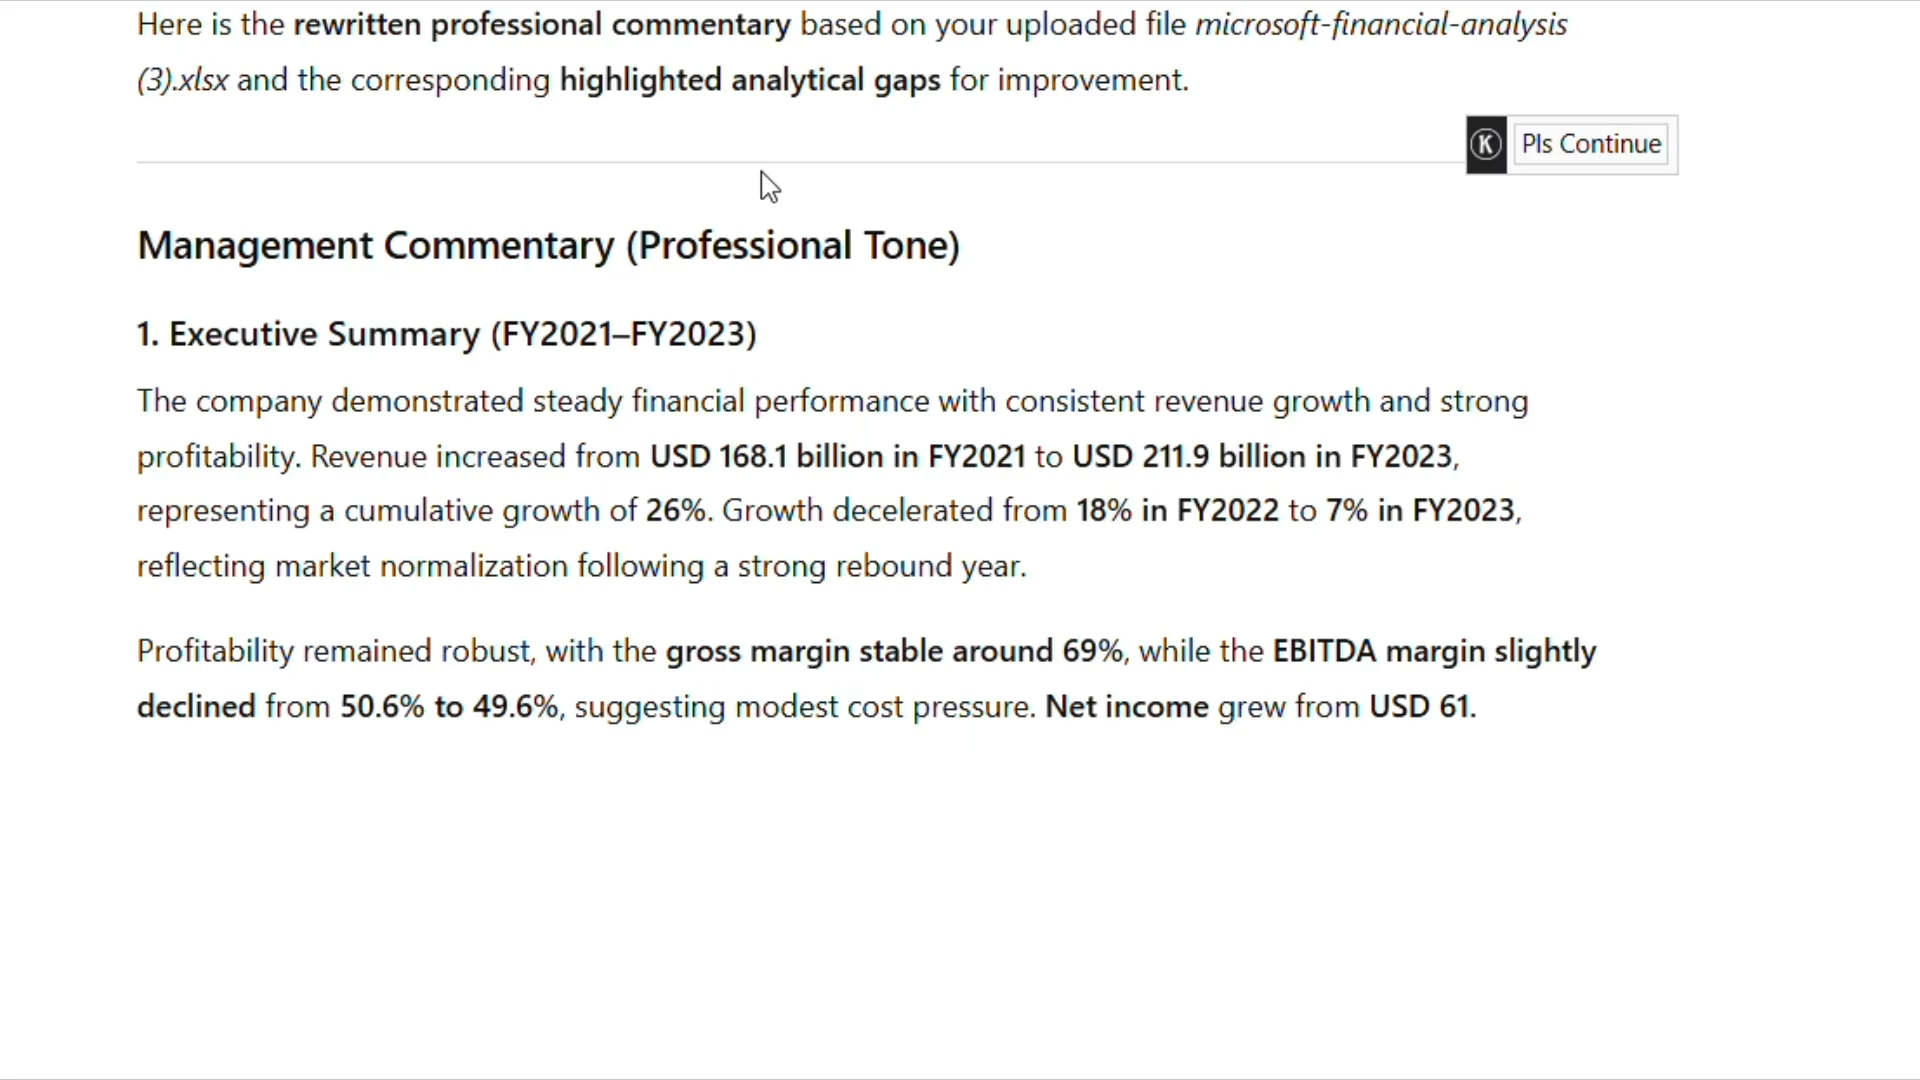 Here is the rewritten professional commentary based on your uploaded file microsoft-financial-analysis
(3).xlsx and the corresponding highlighted analytical gaps for improvement.
K Pls Continue
Management Commentary (Professional Tone)
1. Executive Summary (FY2021–FY2023)
The company demonstrated steady financial performance with consistent revenue growth and strong
profitability. Revenue increased from USD 168.1 billion in FY2021 to USD 211.9 billion in FY2023,
representing a cumulative growth of 26%. Growth decelerated from 18% in FY2022 to 7% in FY2023,
reflecting market normalization following a strong rebound year.
Profitability remained robust, with the gross margin stable around 69%, while the EBITDA margin slightly
declined from 50.6% to 49.6%, suggesting modest cost pressure. Net income grew from USD 61.